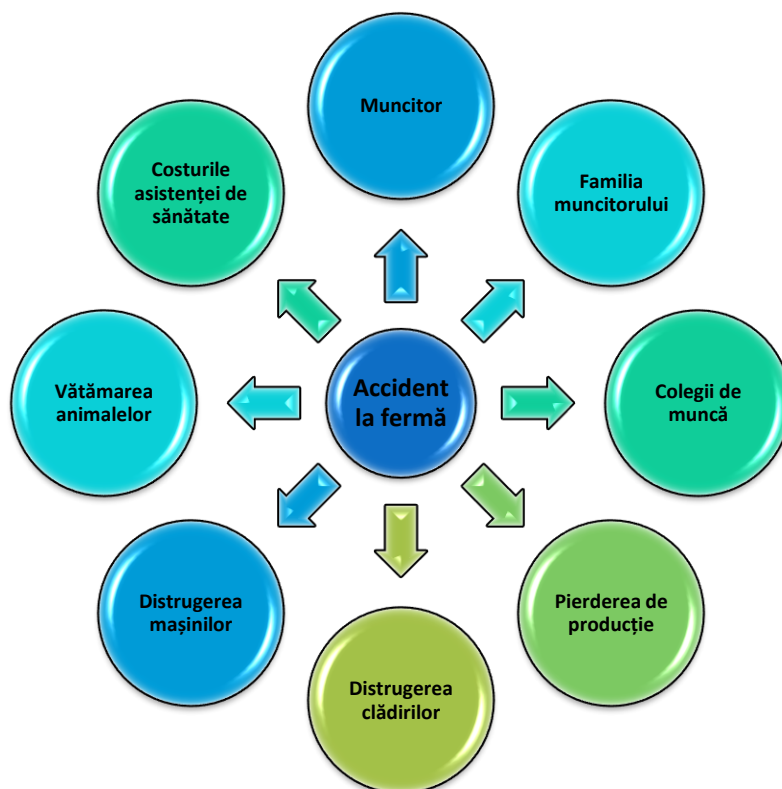 Muncitor
Familia
muncitorului
Colegii de
muncă
Pierderea de
producție
Distrugerea
clădirilor
Distrugerea
mașinilor
Vătămarea
animalelor
Costurile
asistenței de
sănătate
Accident
la fermă